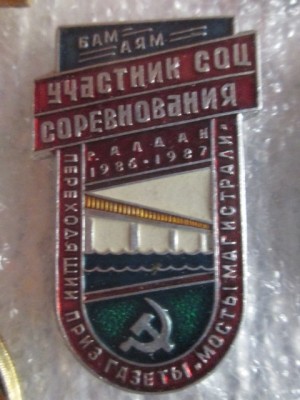 БАМ
АЯМ
УЧАСТНИК СОЦ
СОРЕВНОВАНИЯ
Р. АЛДАН
1986-1987
ПЕРЕХОДЯЩИЙ ПРИЗ ГАЗЕТЫ „МОСТЫ МАГИСТРАЛИ"